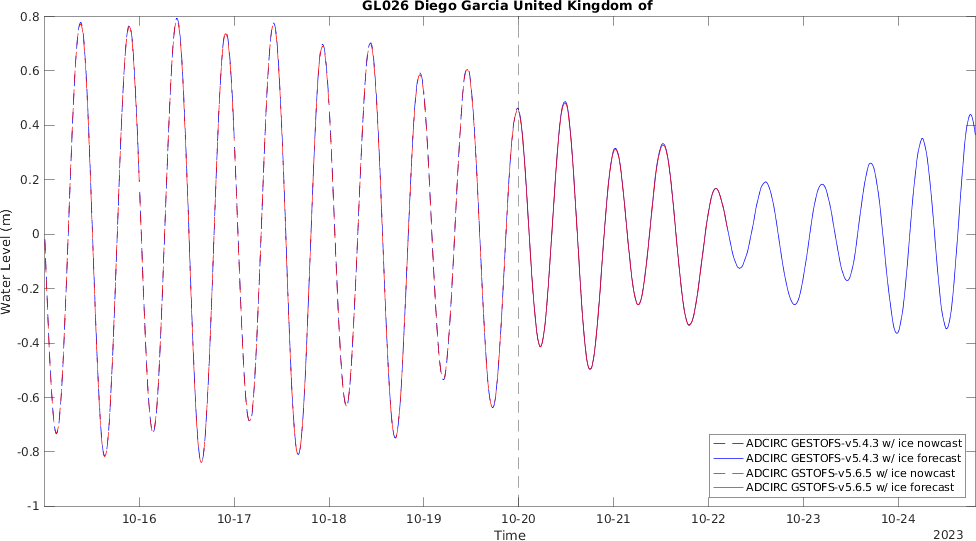 GL026 Diego Garcia United Kingdom of
0.8
0.6
0.4
0.2
0
-0.2
-0.4
-0.6
-0.8
-1
Water Level (m)
ADCIRC GESTOFS-v5.4.3 w/ ice nowcast
ADCIRC GESTOFS-v5.4.3 w/ ice forecast
ADCIRC GSTOFS-v5.6.5 w/ ice nowcast
ADCIRC GSTOFS-v5.6.5 w/ ice forecast
10-16 10-17 10-18 10-19 10-20 10-21 10-22 10-23 10-24
Time
2023